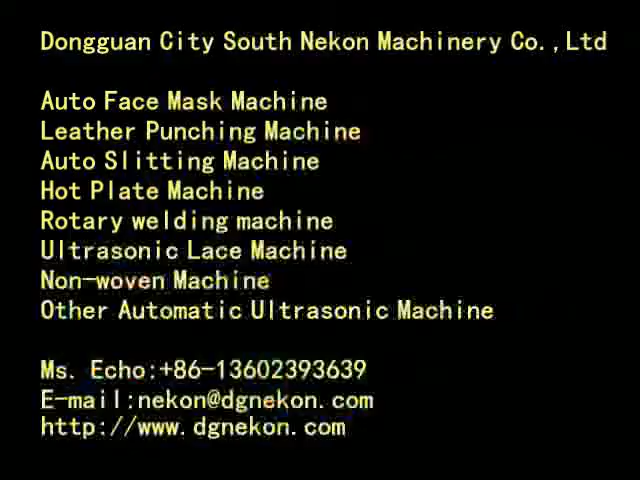 Dongguan City South Nekon Machinery Co.,Ltd
Auto Face Mask Machine
Leather Punching Machine
Auto Slitting Machine
Hot Plate Machine
Rotary welding machine
Ultrasonic Lace Machine
Non-woven Machine
Other Automatic Ultrasonic Machine
Ms. Echo:+86-13602393639
E-mail:nekon@dgnekon.com
http://www.dgnekon.com